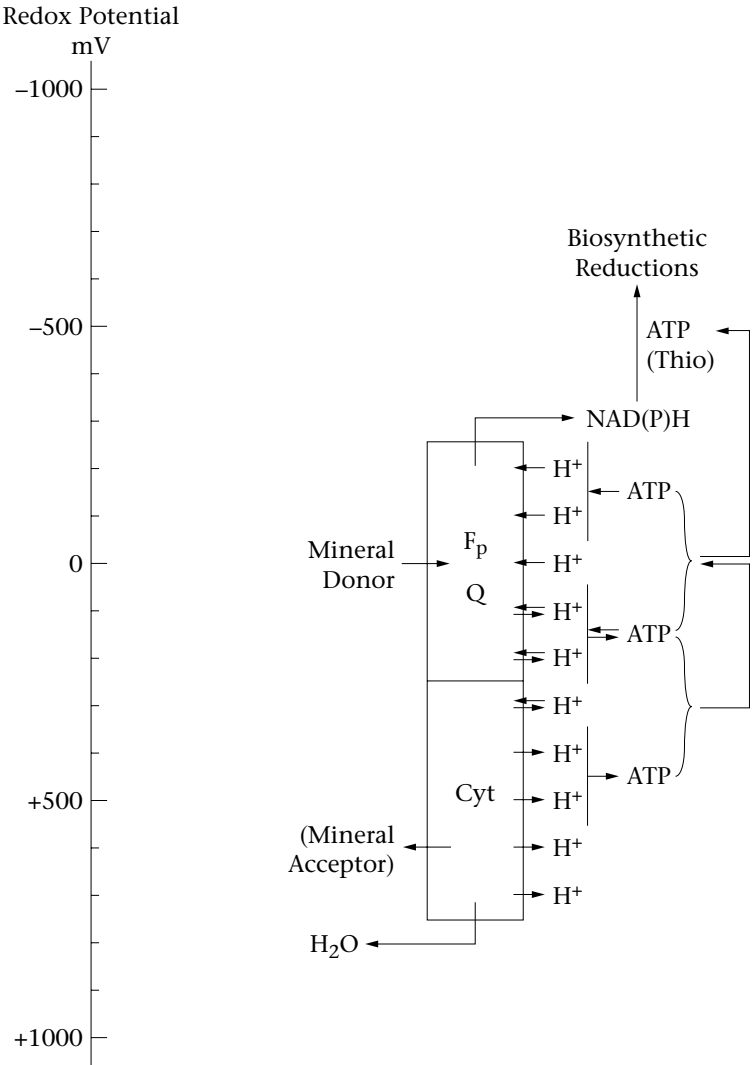 Redox Potential
mV
–1000
Biosynthetic
Reductions
–500
ATP
(Thio)
NAD(P)H
H⁺
ATP
H⁺
Fₚ
Mineral
Donor
0
H⁺
Q
H⁺
ATP
H⁺
H⁺
H⁺
ATP
Cyt
+500
H⁺
(Mineral
Acceptor)
H⁺
H⁺
H₂O
+1000